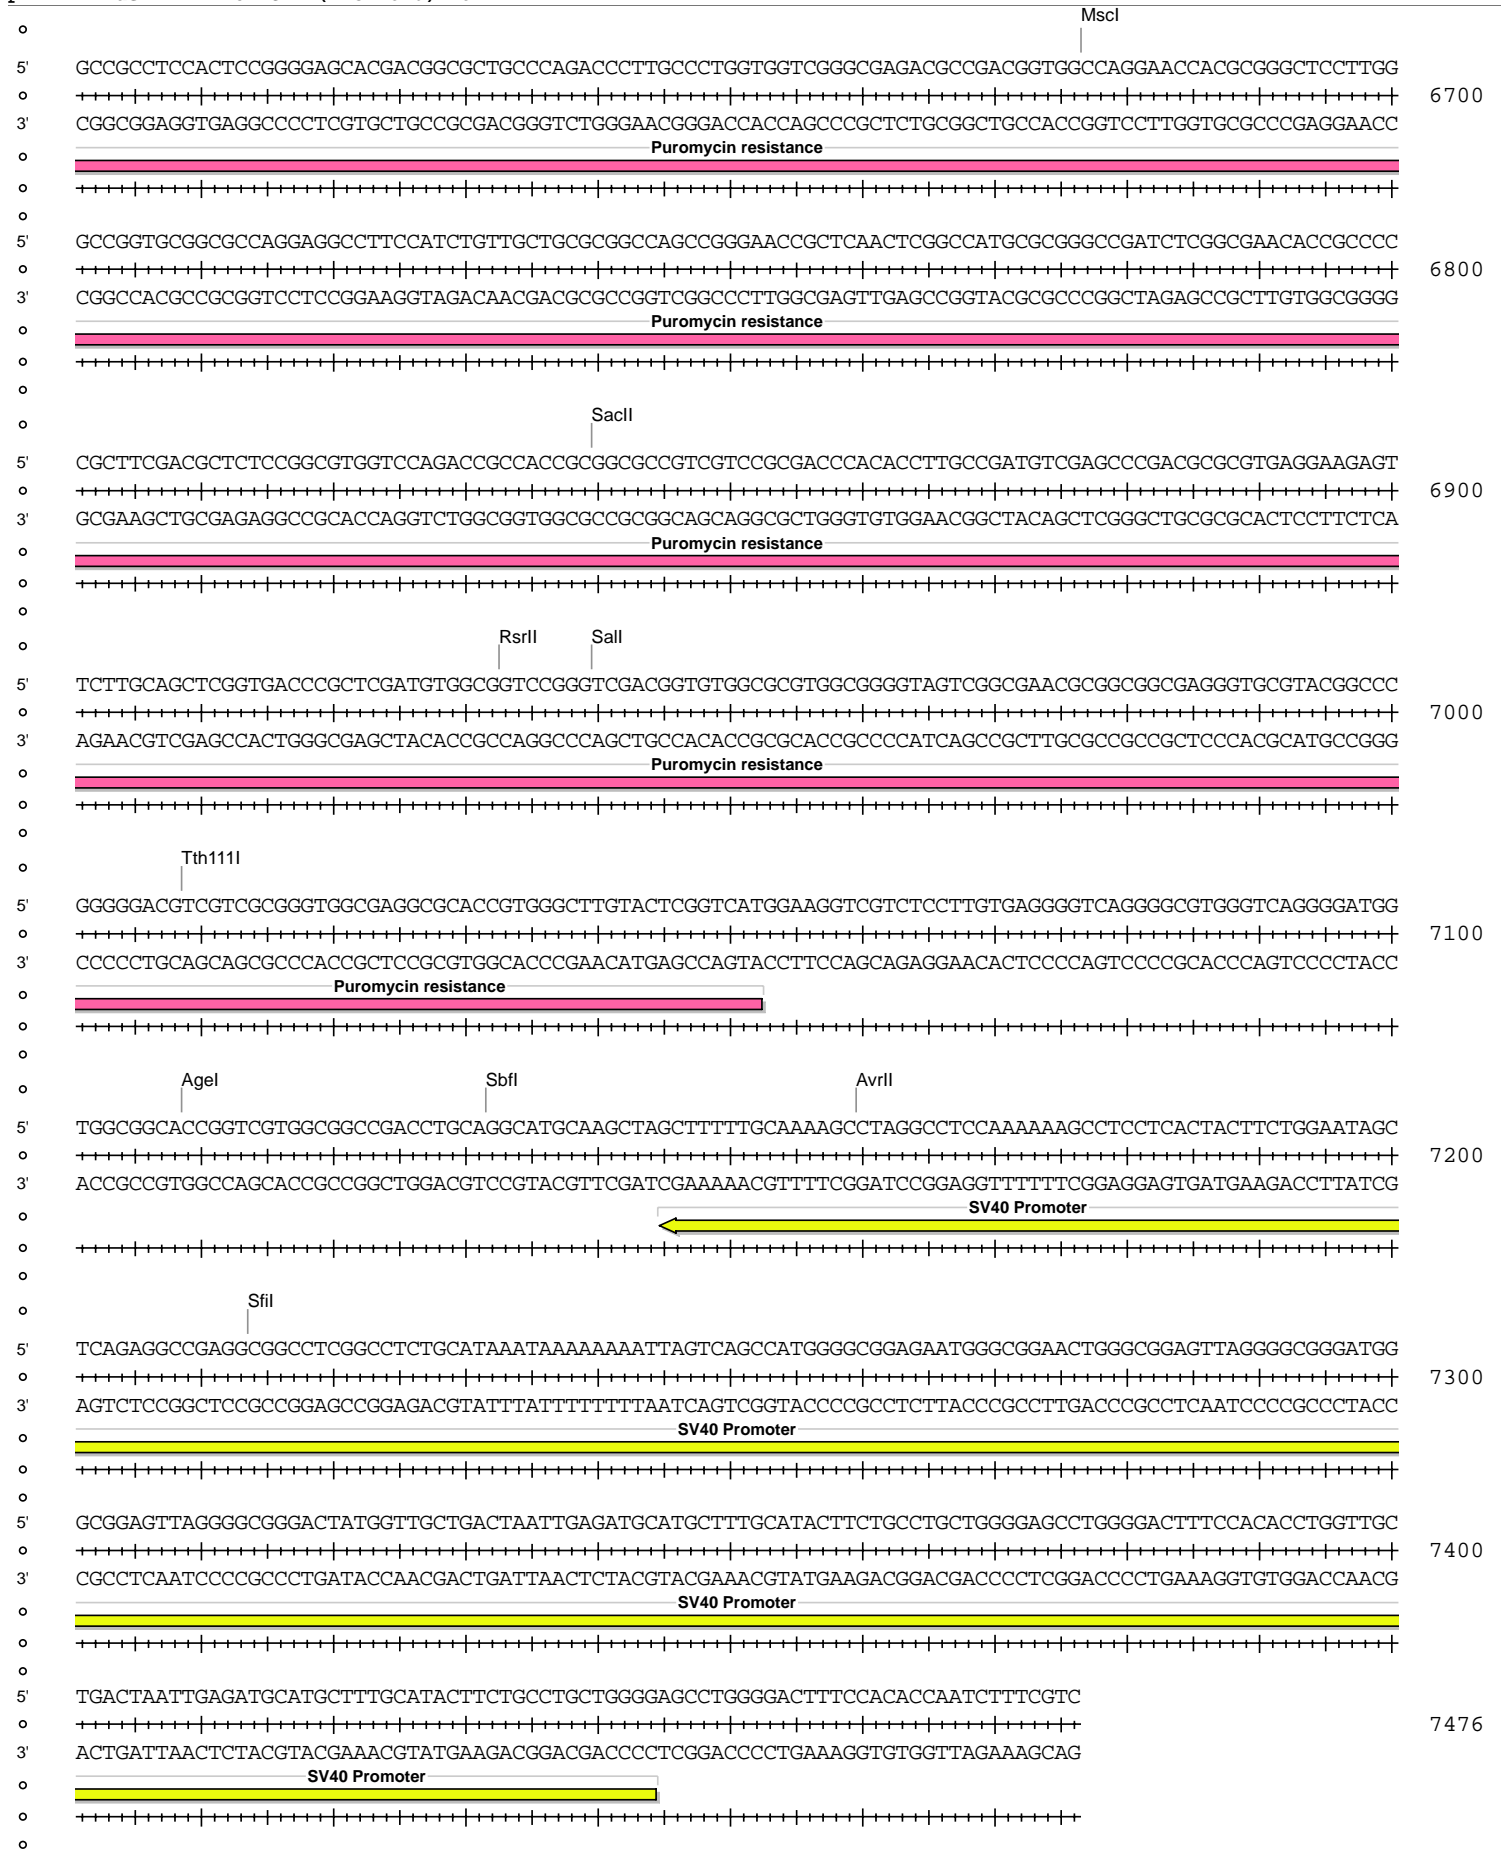 MscI
5' GCCGCCTCCACTCCGGGGAGCACGACGGCGCTGCCCAGACCCTTGCCCTGGTGGTCGGGCGAGACGCCGACGGTGGCCAGGAACCACGCGGGCTCCTTGG
6700
3' CGGCGGAGGTGAGGCCCCTCGTGCTGCCGCGACGGGTCTGGGAACGGGACCACCAGCCCGCTCTGCGGCTGCCACCGGTCCTTGGTGCGCCCGAGGAACC
Puromycin resistance
5' GCCGGTGCGGCGCCAGGAGGCCTTCCATCTGTTGCTGCGCGGCCAGCCGGGAACCGCTCAACTCGGCCATGCGCGGGCCGATCTCGGCGAACACCGCCCC
6800
3' CGGCCACGCCGCGGTCCTCCGGAAGGTAGACAACGACGCGCCGGTCGGCCCTTGGCGAGTTGAGCCGGTACGCGCCCGGCTAGAGCCGCTTGTGGCGGGG
Puromycin resistance
SacII
5' CGCTTCGACGCTCTCCGGCGTGGTCCAGACCGCCACCGCGGCGCCGTCGTCCGCGACCCACACCTTGCCGATGTCGAGCCCGACGCGCGTGAGGAAGAGT
6900
3' GCGAAGCTGCGAGAGGCCGCACCAGGTCTGGCGGTGGCGCCGCGGCAGCAGGCGCTGGGTGTGGAACGGCTACAGCTCGGGCTGCGCGCACTCCTTCTCA
Puromycin resistance
RsrII SalI
5' TCTTGCAGCTCGGTGACCCGCTCGATGTGGCGGTCCGGGTCGACGGTGTGGCGCGTGGCGGGGTAGTCGGCGAACGCGGCGGCGAGGGTGCGTACGGCCC
7000
3' AGAACGTCGAGCCACTGGGCGAGCTACACCGCCAGGCCCAGCTGCCACACCGCGCACCGCCCCATCAGCCGCTTGCGCCGCCGCTCCCACGCATGCCGGG
Puromycin resistance
Tth111I
5' GGGGGACGTCGTCGCGGGTGGCGAGGCGCACCGTGGGCTTGTACTCGGTCATGGAAGGTCGTCTCCTTGTGAGGGGTCAGGGGCGTGGGTCAGGGGATGG
7100
3' CCCCCTGCAGCAGCGCCCACCGCTCCGCGTGGCACCCGAACATGAGCCAGTACCTTCCAGCAGAGGAACACTCCCCAGTCCCCGCACCCAGTCCCCTACC
Puromycin resistance
AgeI SbfI AvrII
5' TGGCGGCACCGGTCGTGGCGGCCGACCTGCAGGCATGCAAGCTAGCTTTTTGCAAAAGCCTAGGCCTCCAAAAAAGCCTCCTCACTACTTCTGGAATAGC
7200
3' ACCGCCGTGGCCAGCACCGCCGGCTGGACGTCCGTACGTTCGATCGAAAAACGTTTTCGGATCCGGAGGTTTTTTCGGAGGAGTGATGAAGACCTTATCG
SV40 Promoter
SfiI
5' TCAGAGGCCGAGGCGGCCTCGGCCTCTGCATAAATAAAAAAAATTAGTCAGCCATGGGGCGGAGAATGGGCGGAACTGGGCGGAGTTAGGGGCGGGATGG
7300
3' AGTCTCCGGCTCCGCCGGAGCCGGAGACGTATTTATTTTTTTTAATCAGTCGGTACCCCGCCTCTTACCCGCCTTGACCCGCCTCAATCCCCGCCCTACC
SV40 Promoter
5' GCGGAGTTAGGGGCGGGACTATGGTTGCTGACTAATTGAGATGCATGCTTTGCATACTTCTGCCTGCTGGGGAGCCTGGGGACTTTCCACACCTGGTTGC
7400
3' CGCCTCAATCCCCGCCCTGATACCAACGACTGATTAACTCTACGTACGAAACGTATGAAGACGGACGACCCCTCGGACCCCTGAAAGGTGTGGACCAACG
SV40 Promoter
5' TGACTAATTGAGATGCATGCTTTGCATACTTCTGCCTGCTGGGGAGCCTGGGGACTTTCCACACCAATCTTTCGTC
7476
3' ACTGATTAACTCTACGTACGAAACGTATGAAGACGGACGACCCCTCGGACCCCTGAAAGGTGTGGTTAGAAAGCAG
SV40 Promoter